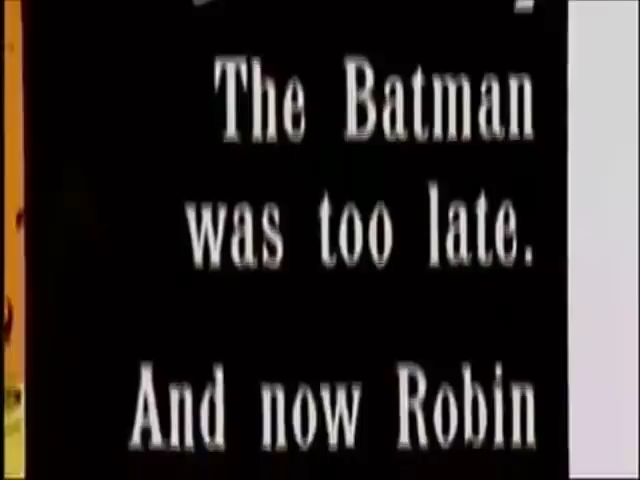 The Batman
was too late.
And now Robin